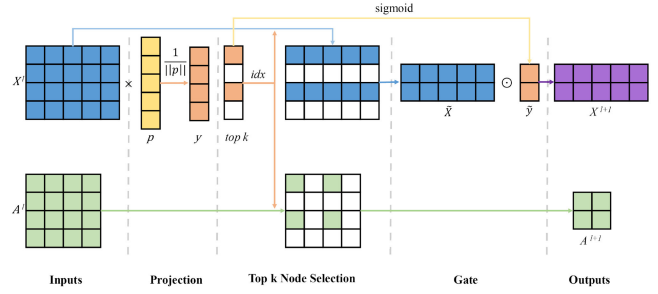 sigmoid
X^l
×
1
||p||
p
y
idx
top k
X̃
⊙
ỹ
X^{l+1}
A^l
A^{l+1}
Inputs
Projection
Top k Node Selection
Gate
Outputs